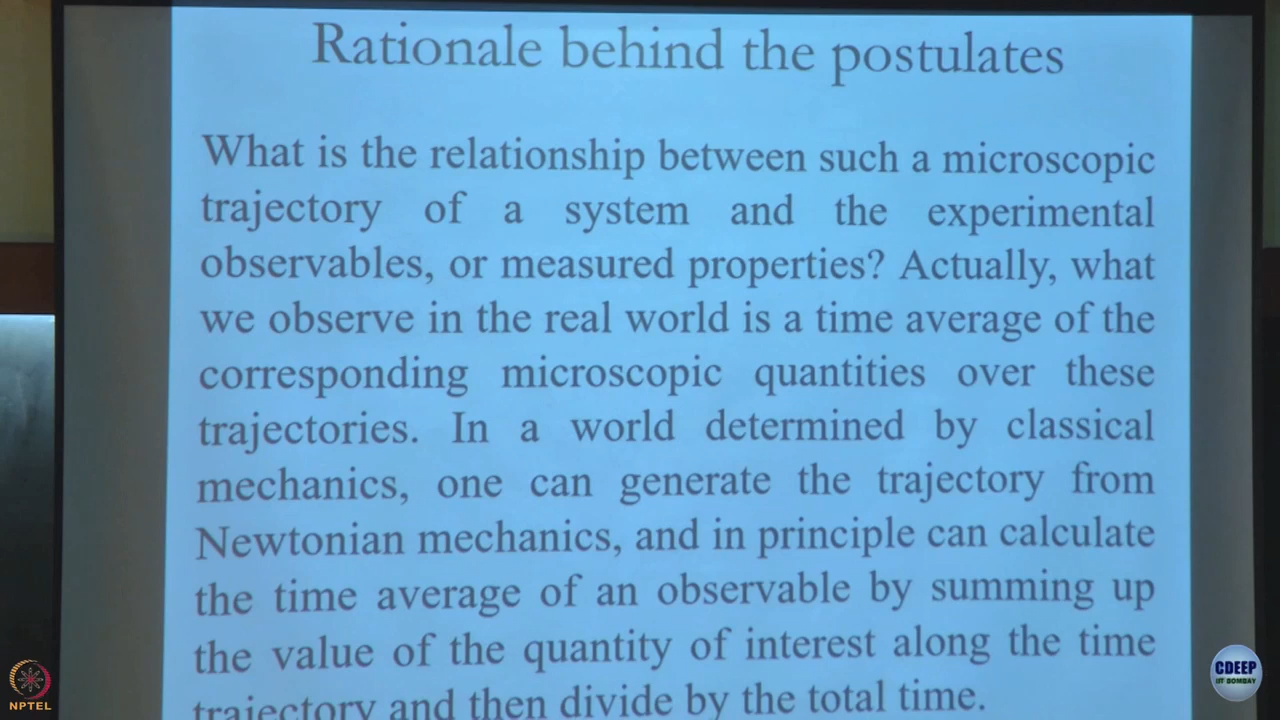 Rationale behind the postulates
What is the relationship between such a microscopic
trajectory of a system and the experimental
observables, or measured properties? Actually, what
we observe in the real world is a time average of the
corresponding microscopic quantities over these
trajectories. In a world determined by classical
mechanics, one can generate the trajectory from
Newtonian mechanics, and in principle can calculate
the time average of an observable by summing up
the value of the quantity of interest along the time
trajectory and then divide by the total time.
NPTEL
CDEEP
IIT BOMBAY